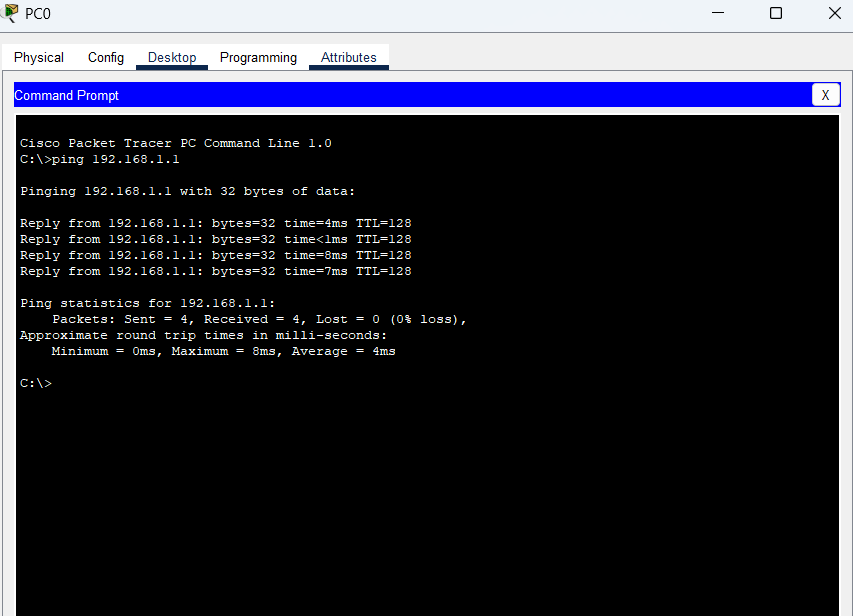 PC0
Physical Config Desktop Programming Attributes
Command Prompt
X
Cisco Packet Tracer PC Command Line 1.0
C:\>ping 192.168.1.1
Pinging 192.168.1.1 with 32 bytes of data:
Reply from 192.168.1.1: bytes=32 time=4ms TTL=128
Reply from 192.168.1.1: bytes=32 time<1ms TTL=128
Reply from 192.168.1.1: bytes=32 time=8ms TTL=128
Reply from 192.168.1.1: bytes=32 time=7ms TTL=128
Ping statistics for 192.168.1.1:
    Packets: Sent = 4, Received = 4, Lost = 0 (0% loss),
Approximate round trip times in milli-seconds:
    Minimum = 0ms, Maximum = 8ms, Average = 4ms
C:\>